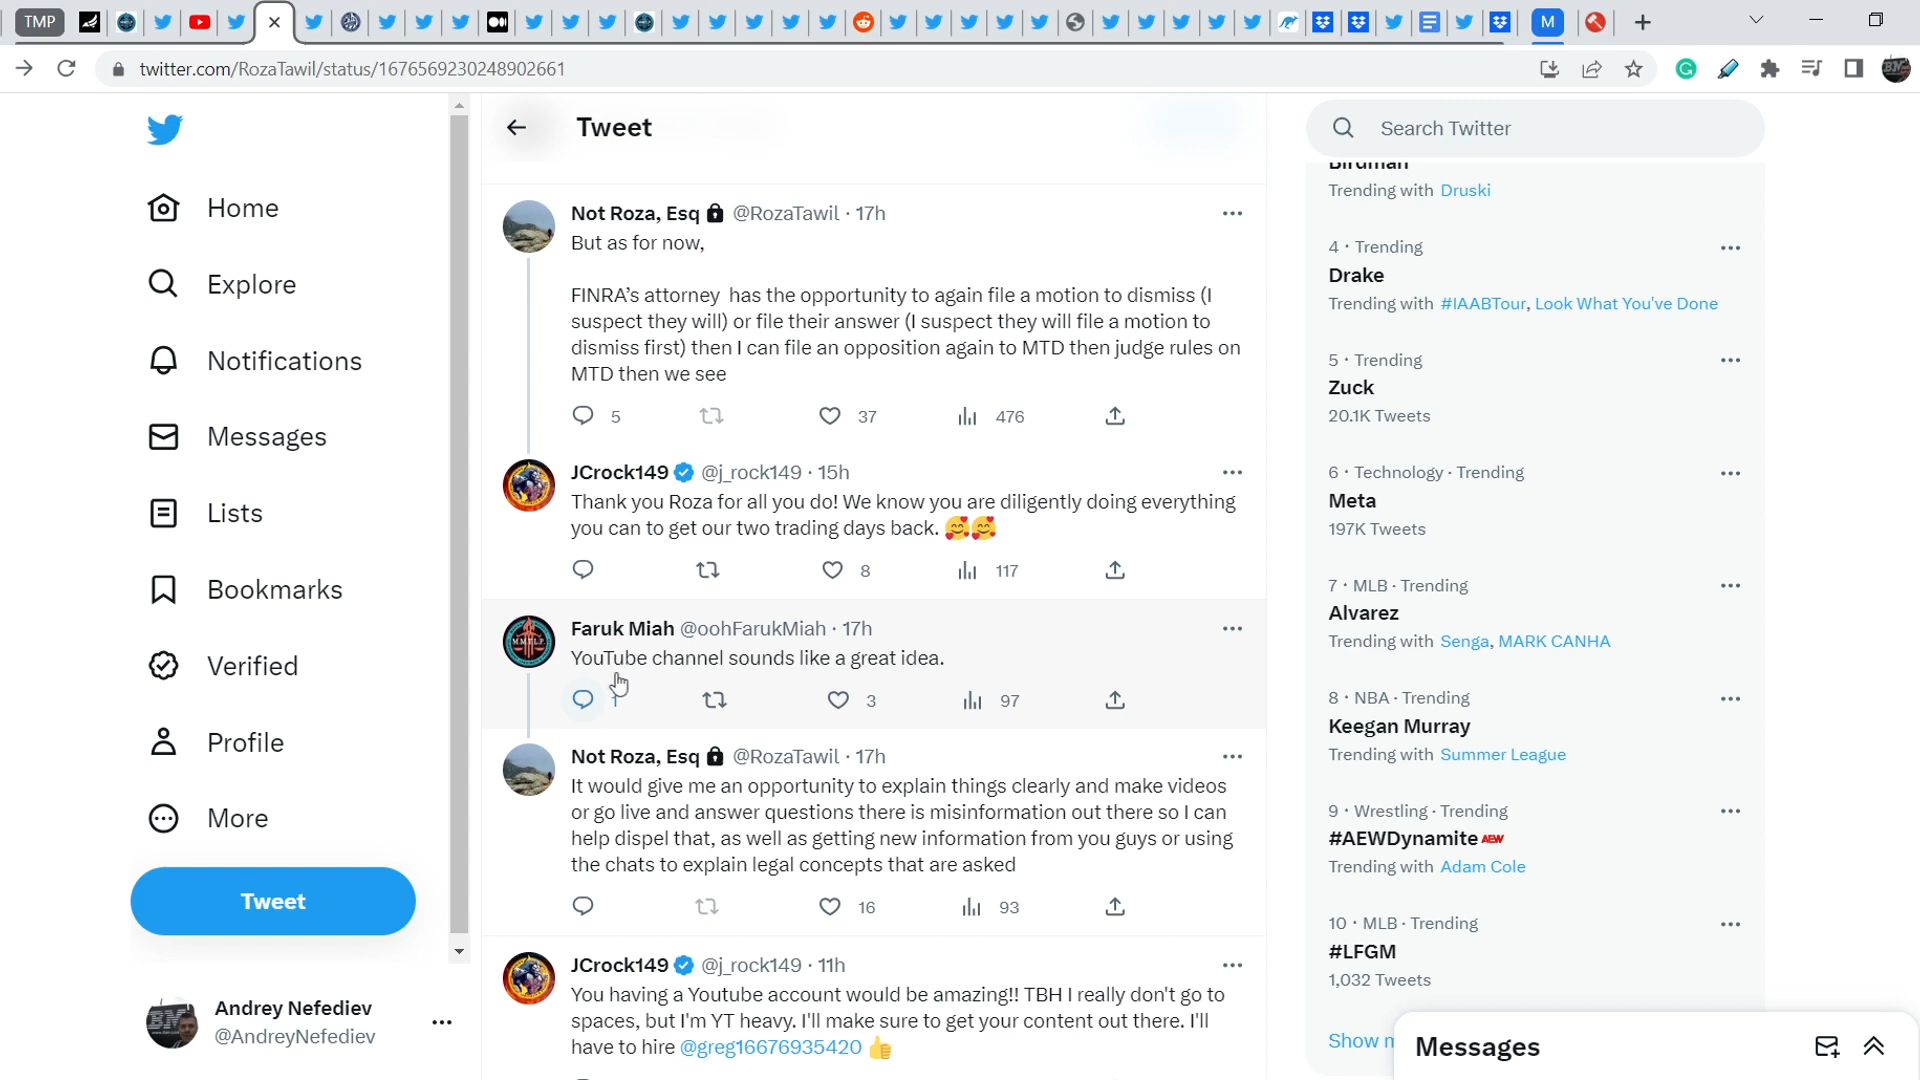 TMP
M
twitter.com/RozaTawil/status/1676569230248902661
Home
Explore
Notifications
Messages
Lists
Bookmarks
Verified
Profile
More
Tweet
Andrey Nefediev
@AndreyNefediev
Tweet
Not Roza, Esq @RozaTawil · 17h
But as for now,
FINRA's attorney has the opportunity to again file a motion to dismiss (I
suspect they will) or file their answer (I suspect they will file a motion to
dismiss first) then I can file an opposition again to MTD then judge rules on
MTD then we see
5 37 476
JCrock149 @j_rock149 · 15h
Thank you Roza for all you do! We know you are diligently doing everything
you can to get our two trading days back. 🥰🥰
8 117
Faruk Miah @oohFarukMiah · 17h
YouTube channel sounds like a great idea.
1 3 97
Not Roza, Esq @RozaTawil · 17h
It would give me an opportunity to explain things clearly and make videos
or go live and answer questions there is misinformation out there so I can
help dispel that, as well as getting new information from you guys or using
the chats to explain legal concepts that are asked
16 93
JCrock149 @j_rock149 · 11h
You having a Youtube account would be amazing!! TBH I really don't go to
spaces, but I'm YT heavy. I'll make sure to get your content out there. I'll
have to hire @greg16676935420 👍
Search Twitter
Birdman
Trending with Druski
4 · Trending
Drake
Trending with #IAABTour, Look What You've Done
5 · Trending
Zuck
20.1K Tweets
6 · Technology · Trending
Meta
197K Tweets
7 · MLB · Trending
Alvarez
Trending with Senga, MARK CANHA
8 · NBA · Trending
Keegan Murray
Trending with Summer League
9 · Wrestling · Trending
#AEWDynamite AEW
Trending with Adam Cole
10 · MLB · Trending
#LFGM
1,032 Tweets
Show
Messages